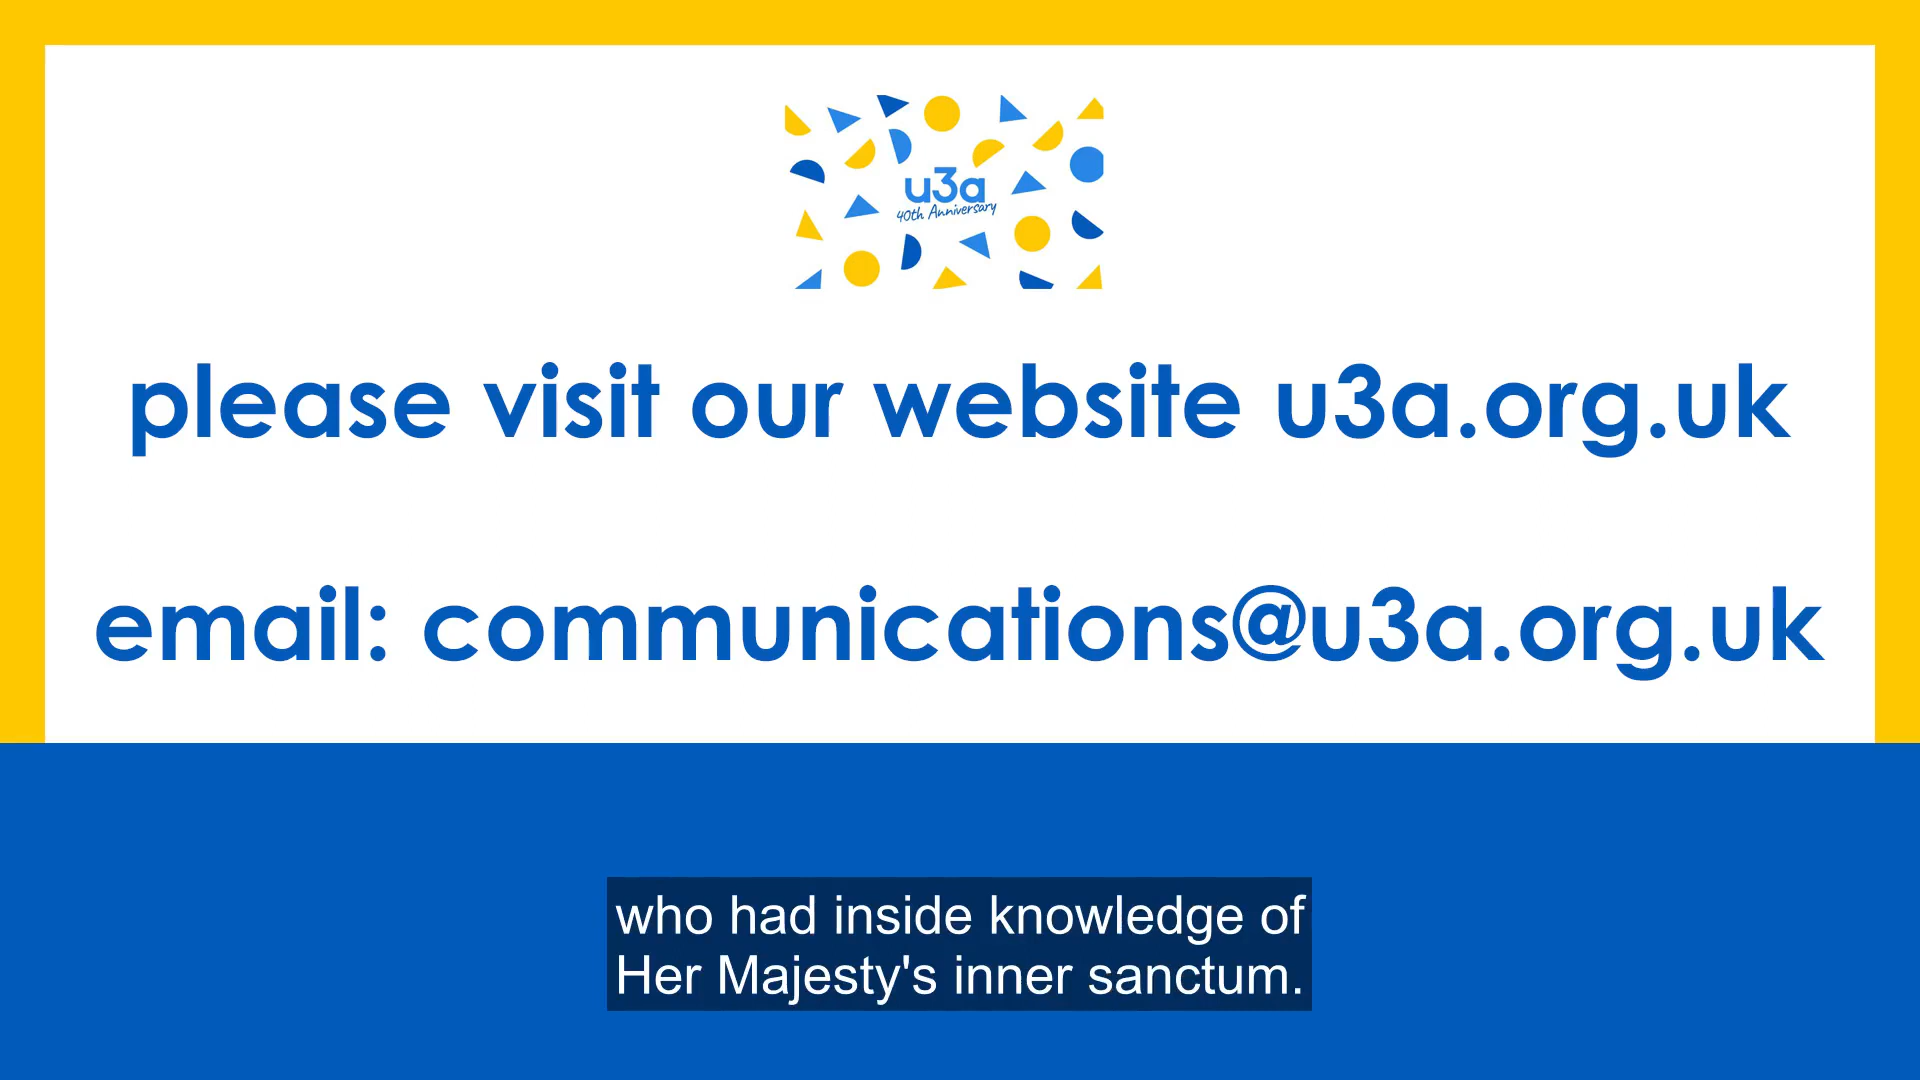 u3a
40th Anniversary
please visit our website u3a.org.uk
email: communications@u3a.org.uk
who had inside knowledge of
Her Majesty's inner sanctum.